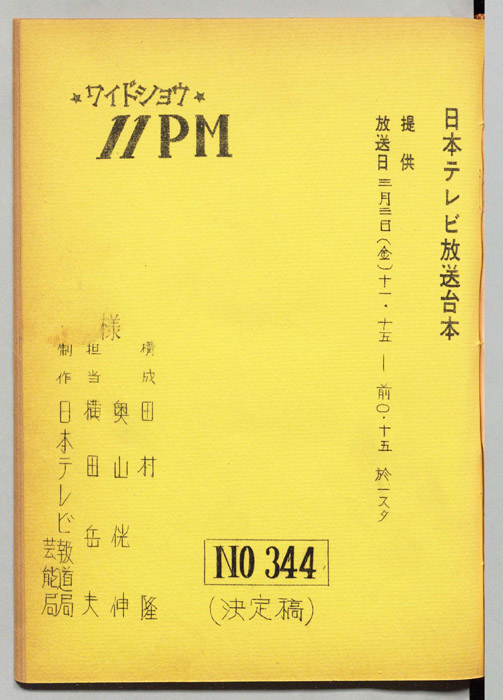 日本テレビ放送台本
提供
放送日 三月三日(金)十一・十五 ― 前〇・十五 於一スタ
★ワイドショウ★
11PM
構成 田村 隆
奥山 侊伸
担当 横田 岳夫
制作 日本テレビ 報道局
芸能局
様
NO 344
(決定稿)